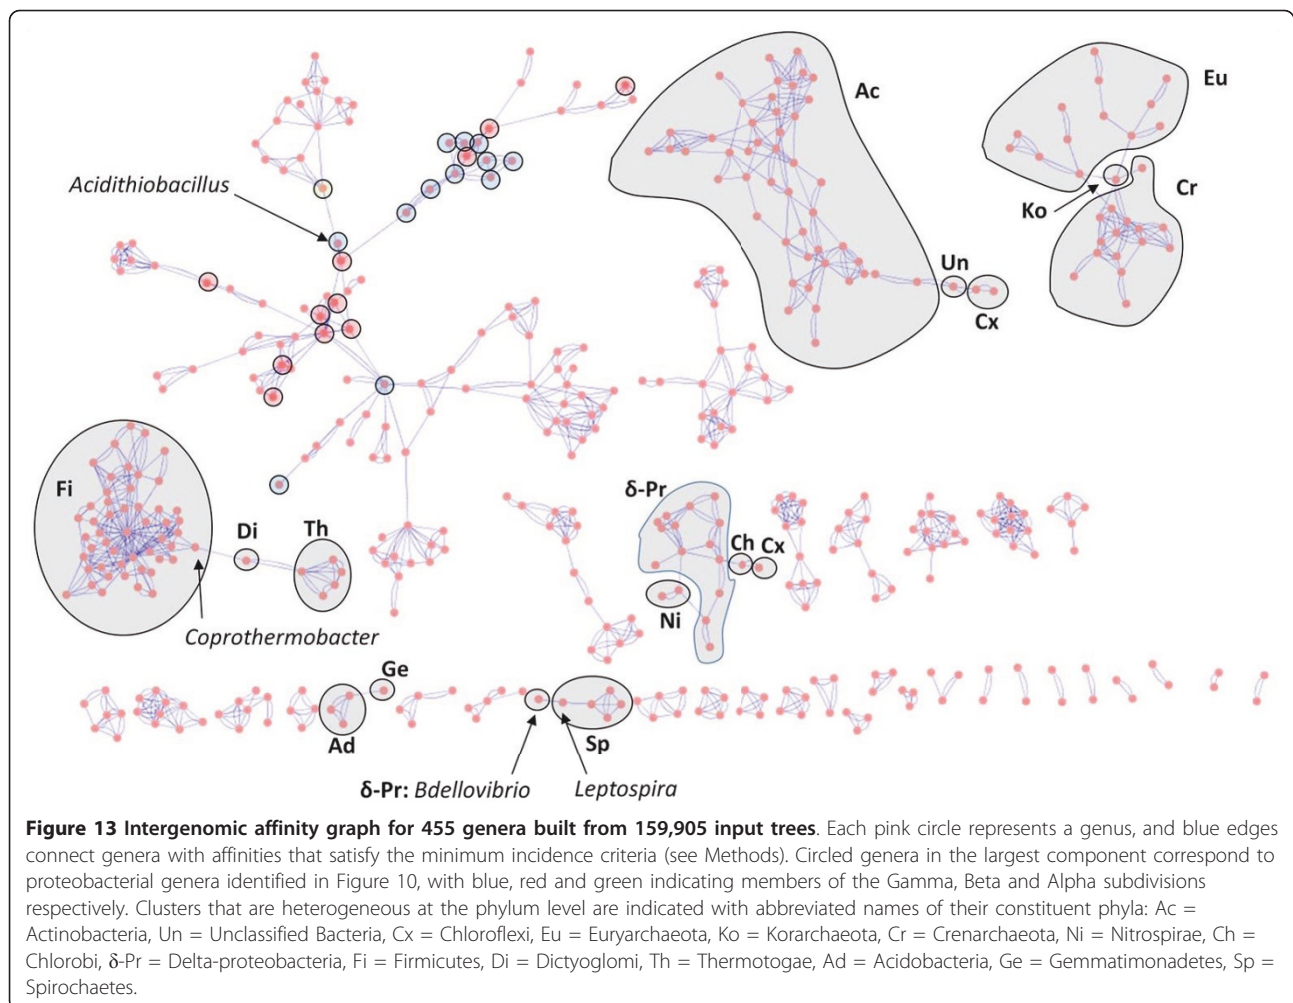 Ac
Eu
Acidithiobacillus
Cr
Ko
Un
Cx
Fi
δ-Pr
Di
Th
Ch Cx
Ni
Coprothermobacter
Ge
Ad
Sp
δ-Pr: Bdellovibrio
Leptospira
Figure 13 Intergenomic affinity graph for 455 genera built from 159,905 input trees. Each pink circle represents a genus, and blue edges
connect genera with affinities that satisfy the minimum incidence criteria (see Methods). Circled genera in the largest component correspond to
proteobacterial genera identified in Figure 10, with blue, red and green indicating members of the Gamma, Beta and Alpha subdivisions
respectively. Clusters that are heterogeneous at the phylum level are indicated with abbreviated names of their constituent phyla: Ac =
Actinobacteria, Un = Unclassified Bacteria, Cx = Chloroflexi, Eu = Euryarchaeota, Ko = Korarchaeota, Cr = Crenarchaeota, Ni = Nitrospirae, Ch =
Chlorobi, δ-Pr = Delta-proteobacteria, Fi = Firmicutes, Di = Dictyoglomi, Th = Thermotogae, Ad = Acidobacteria, Ge = Gemmatimonadetes, Sp =
Spirochaetes.